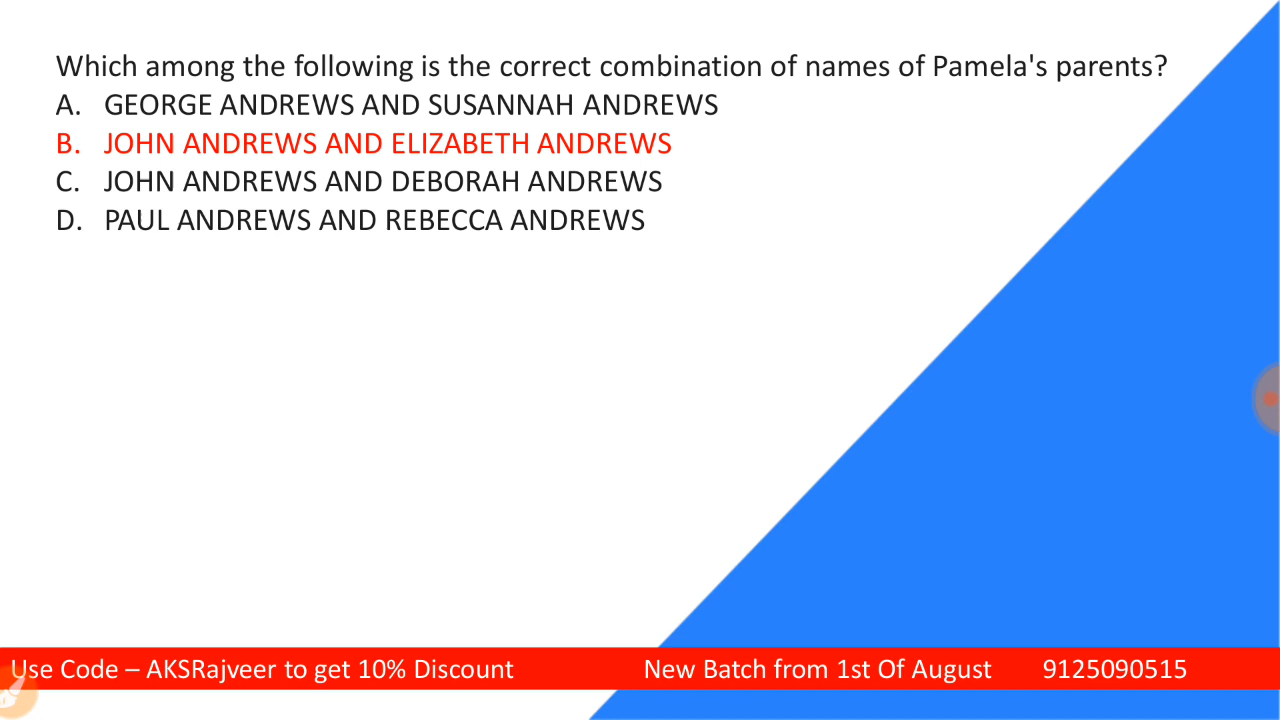 Which among the following is the correct combination of names of Pamela's parents?
A. GEORGE ANDREWS AND SUSANNAH ANDREWS
B. JOHN ANDREWS AND ELIZABETH ANDREWS
C. JOHN ANDREWS AND DEBORAH ANDREWS
D. PAUL ANDREWS AND REBECCA ANDREWS
Use Code – AKSRajveer to get 10% Discount New Batch from 1st Of August 9125090515